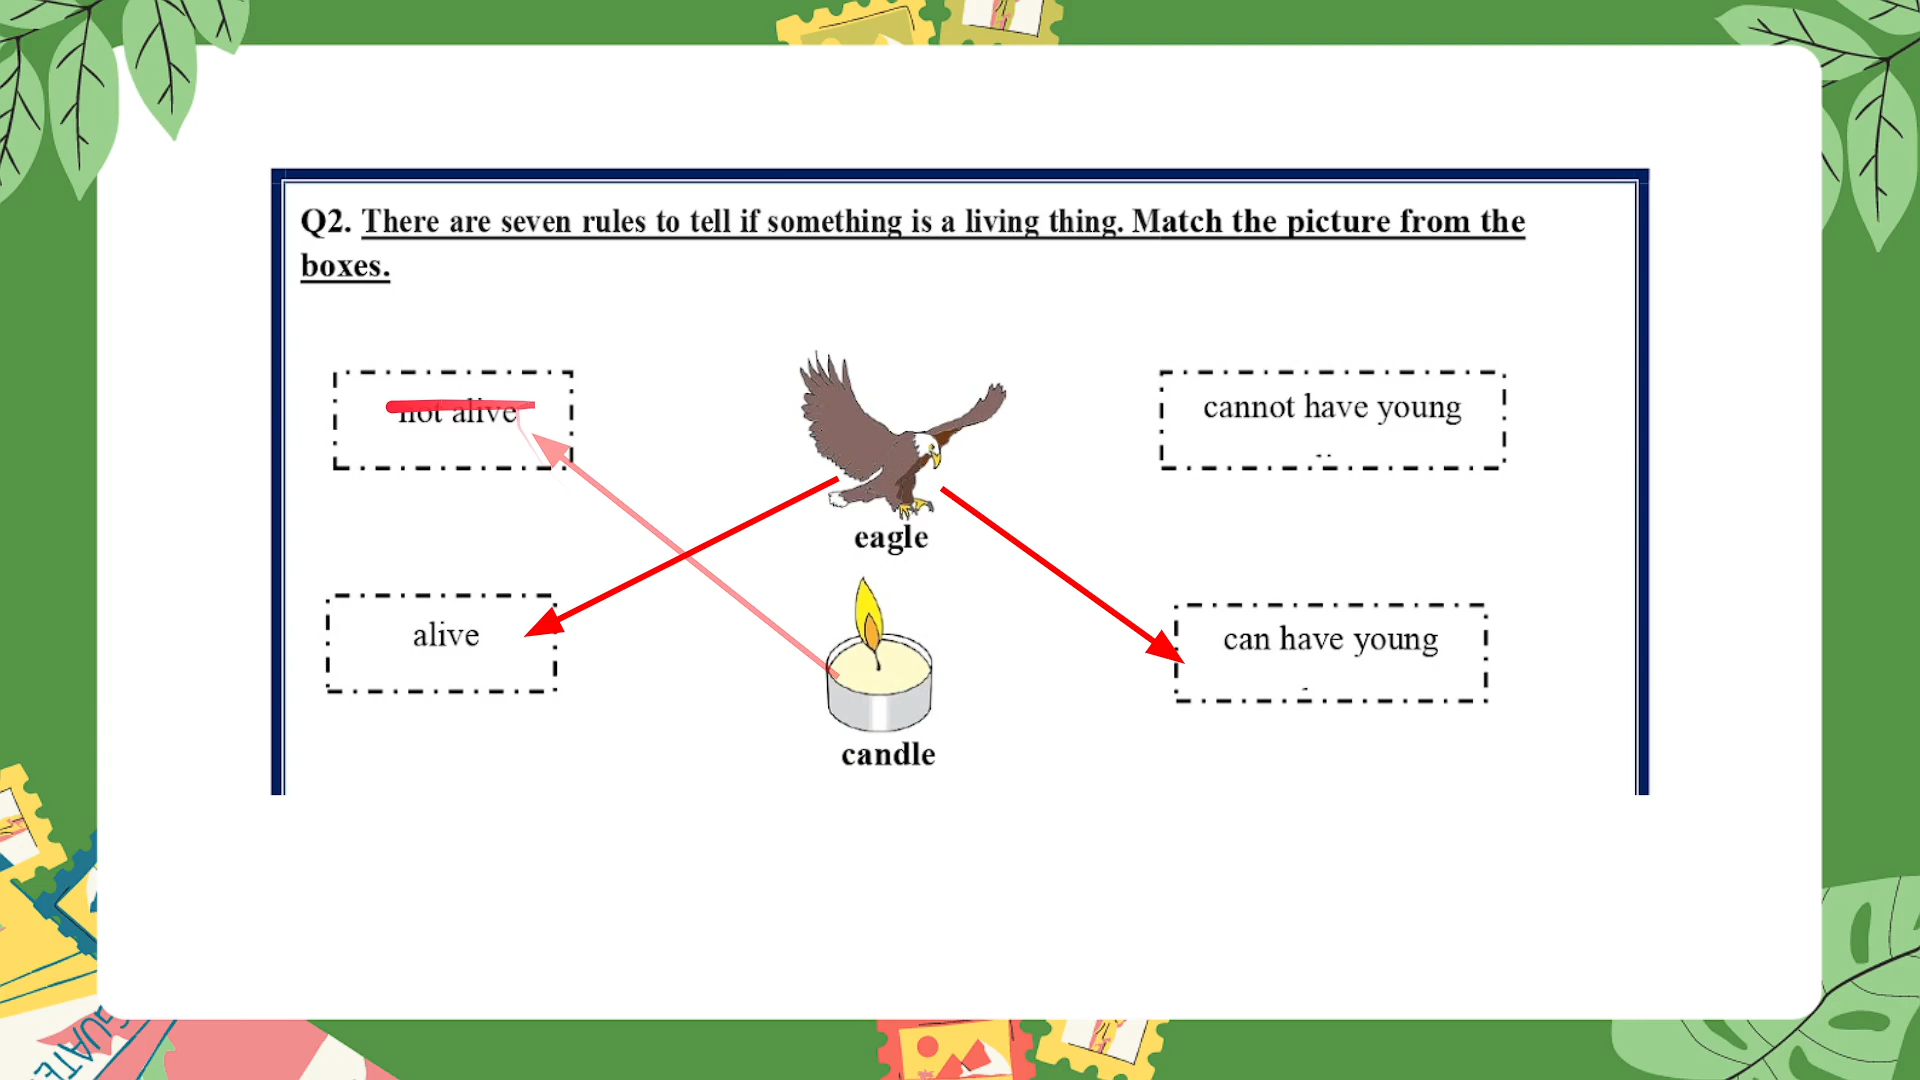 Q2. There are seven rules to tell if something is a living thing. Match the picture from the
boxes.
not alive
cannot have young
eagle
alive
can have young
candle